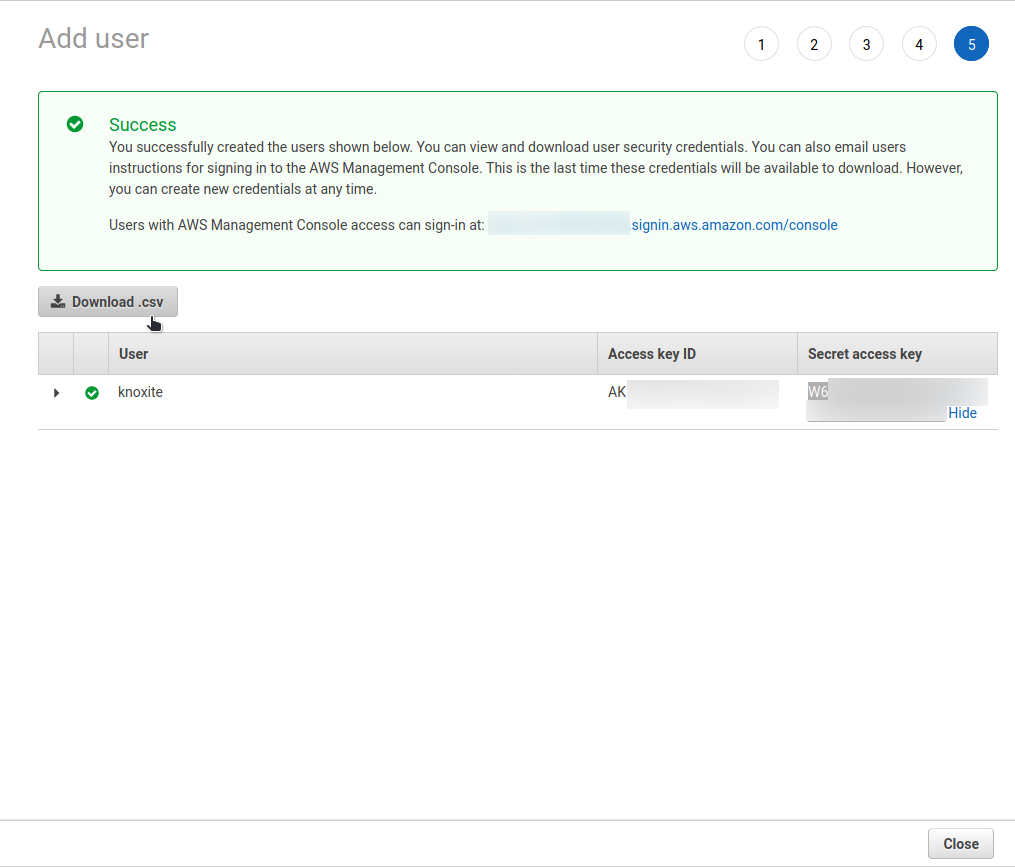 Add user
1 2 3 4 5
Success
You successfully created the users shown below. You can view and download user security credentials. You can also email users
instructions for signing in to the AWS Management Console. This is the last time these credentials will be available to download. However,
you can create new credentials at any time.
Users with AWS Management Console access can sign-in at: .signin.aws.amazon.com/console
Download .csv
User Access key ID Secret access key
knoxite AK W6
Hide
Close